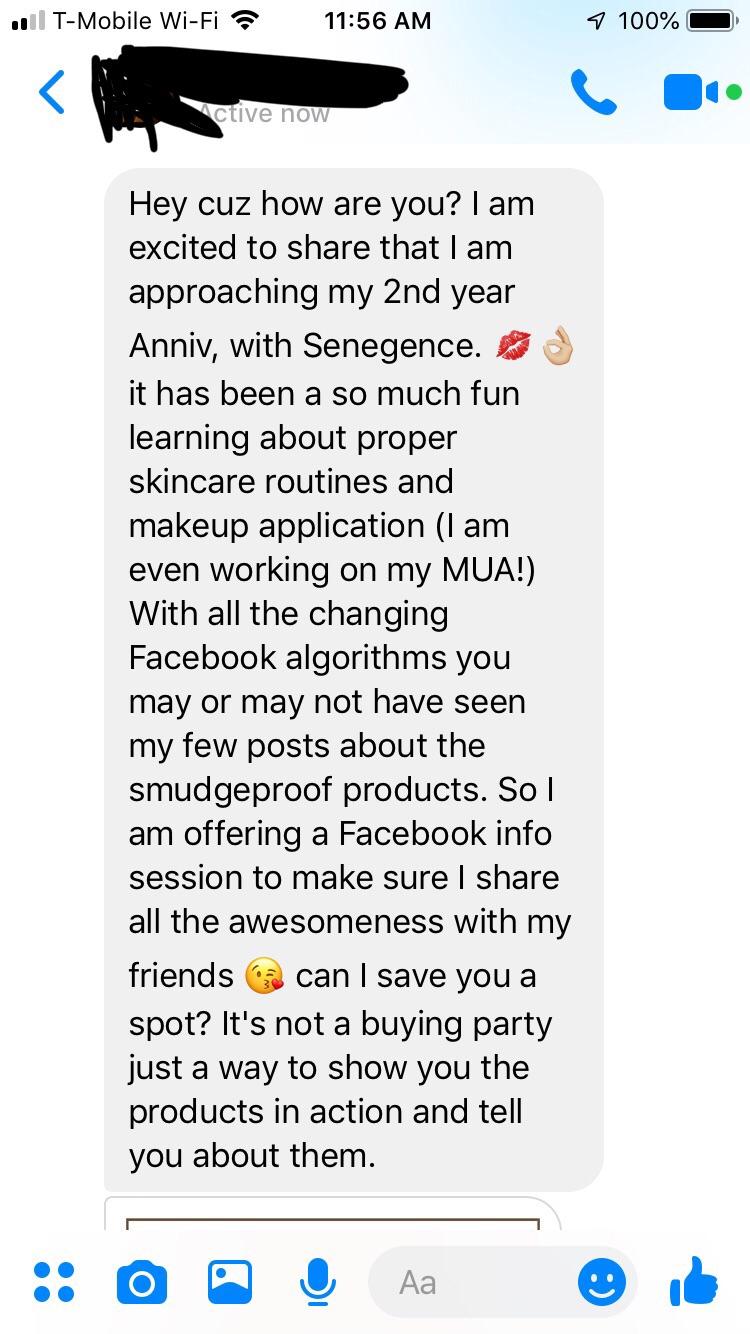 T-Mobile Wi-Fi 11:56 AM 100%
Active now
Hey cuz how are you? I am
excited to share that I am
approaching my 2nd year
Anniv, with Senegence. 💋👌🏼
it has been a so much fun
learning about proper
skincare routines and
makeup application (I am
even working on my MUA!)
With all the changing
Facebook algorithms you
may or may not have seen
my few posts about the
smudgeproof products. So I
am offering a Facebook info
session to make sure I share
all the awesomeness with my
friends 😘 can I save you a
spot? It's not a buying party
just a way to show you the
products in action and tell
you about them.
Aa